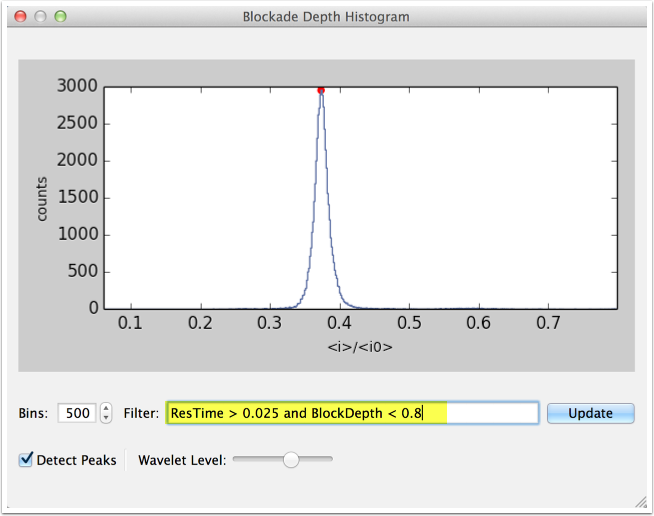 Blockade Depth Histogram
3000
2500
2000
1500
1000
500
0
counts
0.1 0.2 0.3 0.4 0.5 0.6 0.7
<i>/<i0>
Bins: 500 Filter: ResTime > 0.025 and BlockDepth < 0.8 Update
Detect Peaks Wavelet Level: